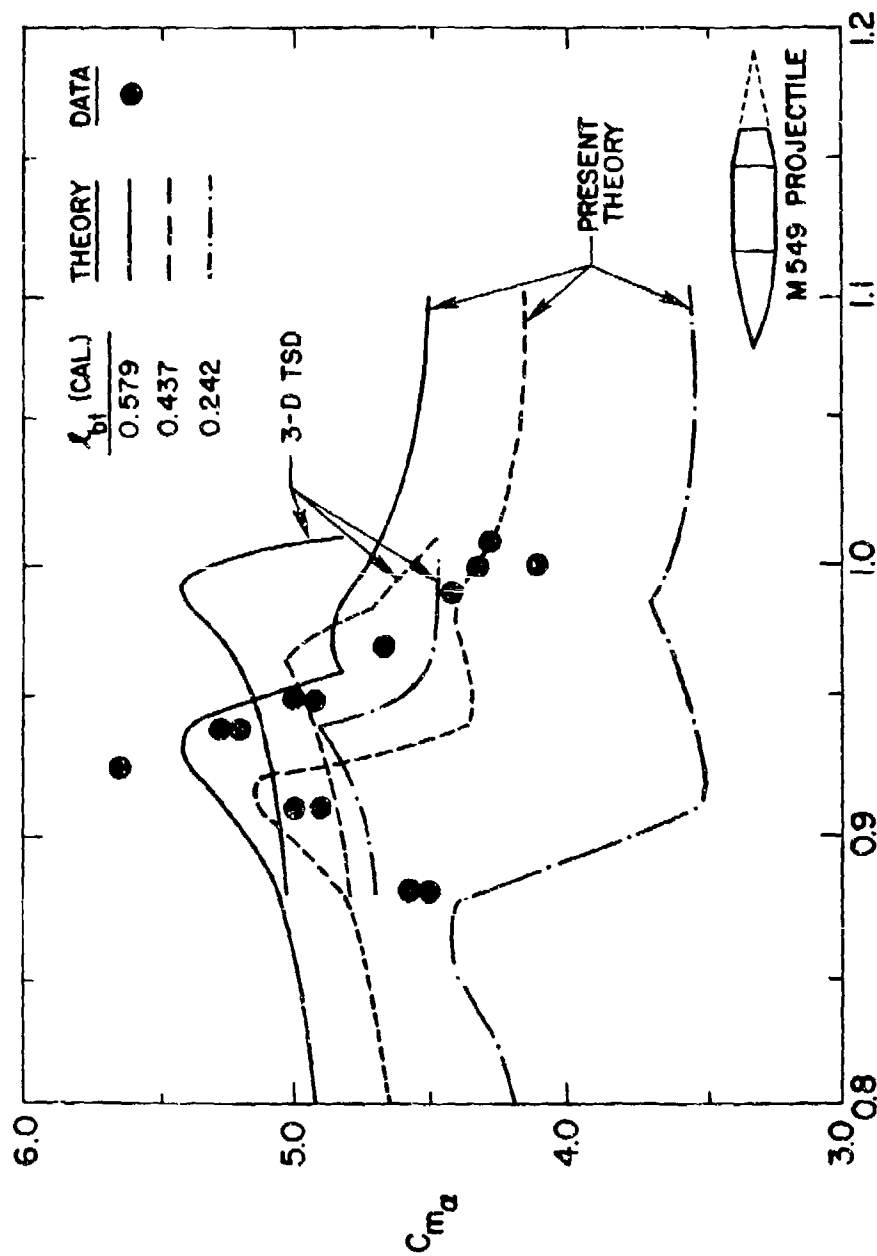 6.0
5.0
4.0
3.0
C mα
0.8
0.9
1.0
1.1
1.2
ℓbt (CAL.) THEORY DATA
0.579
0.437
0.242
3-D TSD
PRESENT
THEORY
M549 PROJECTILE